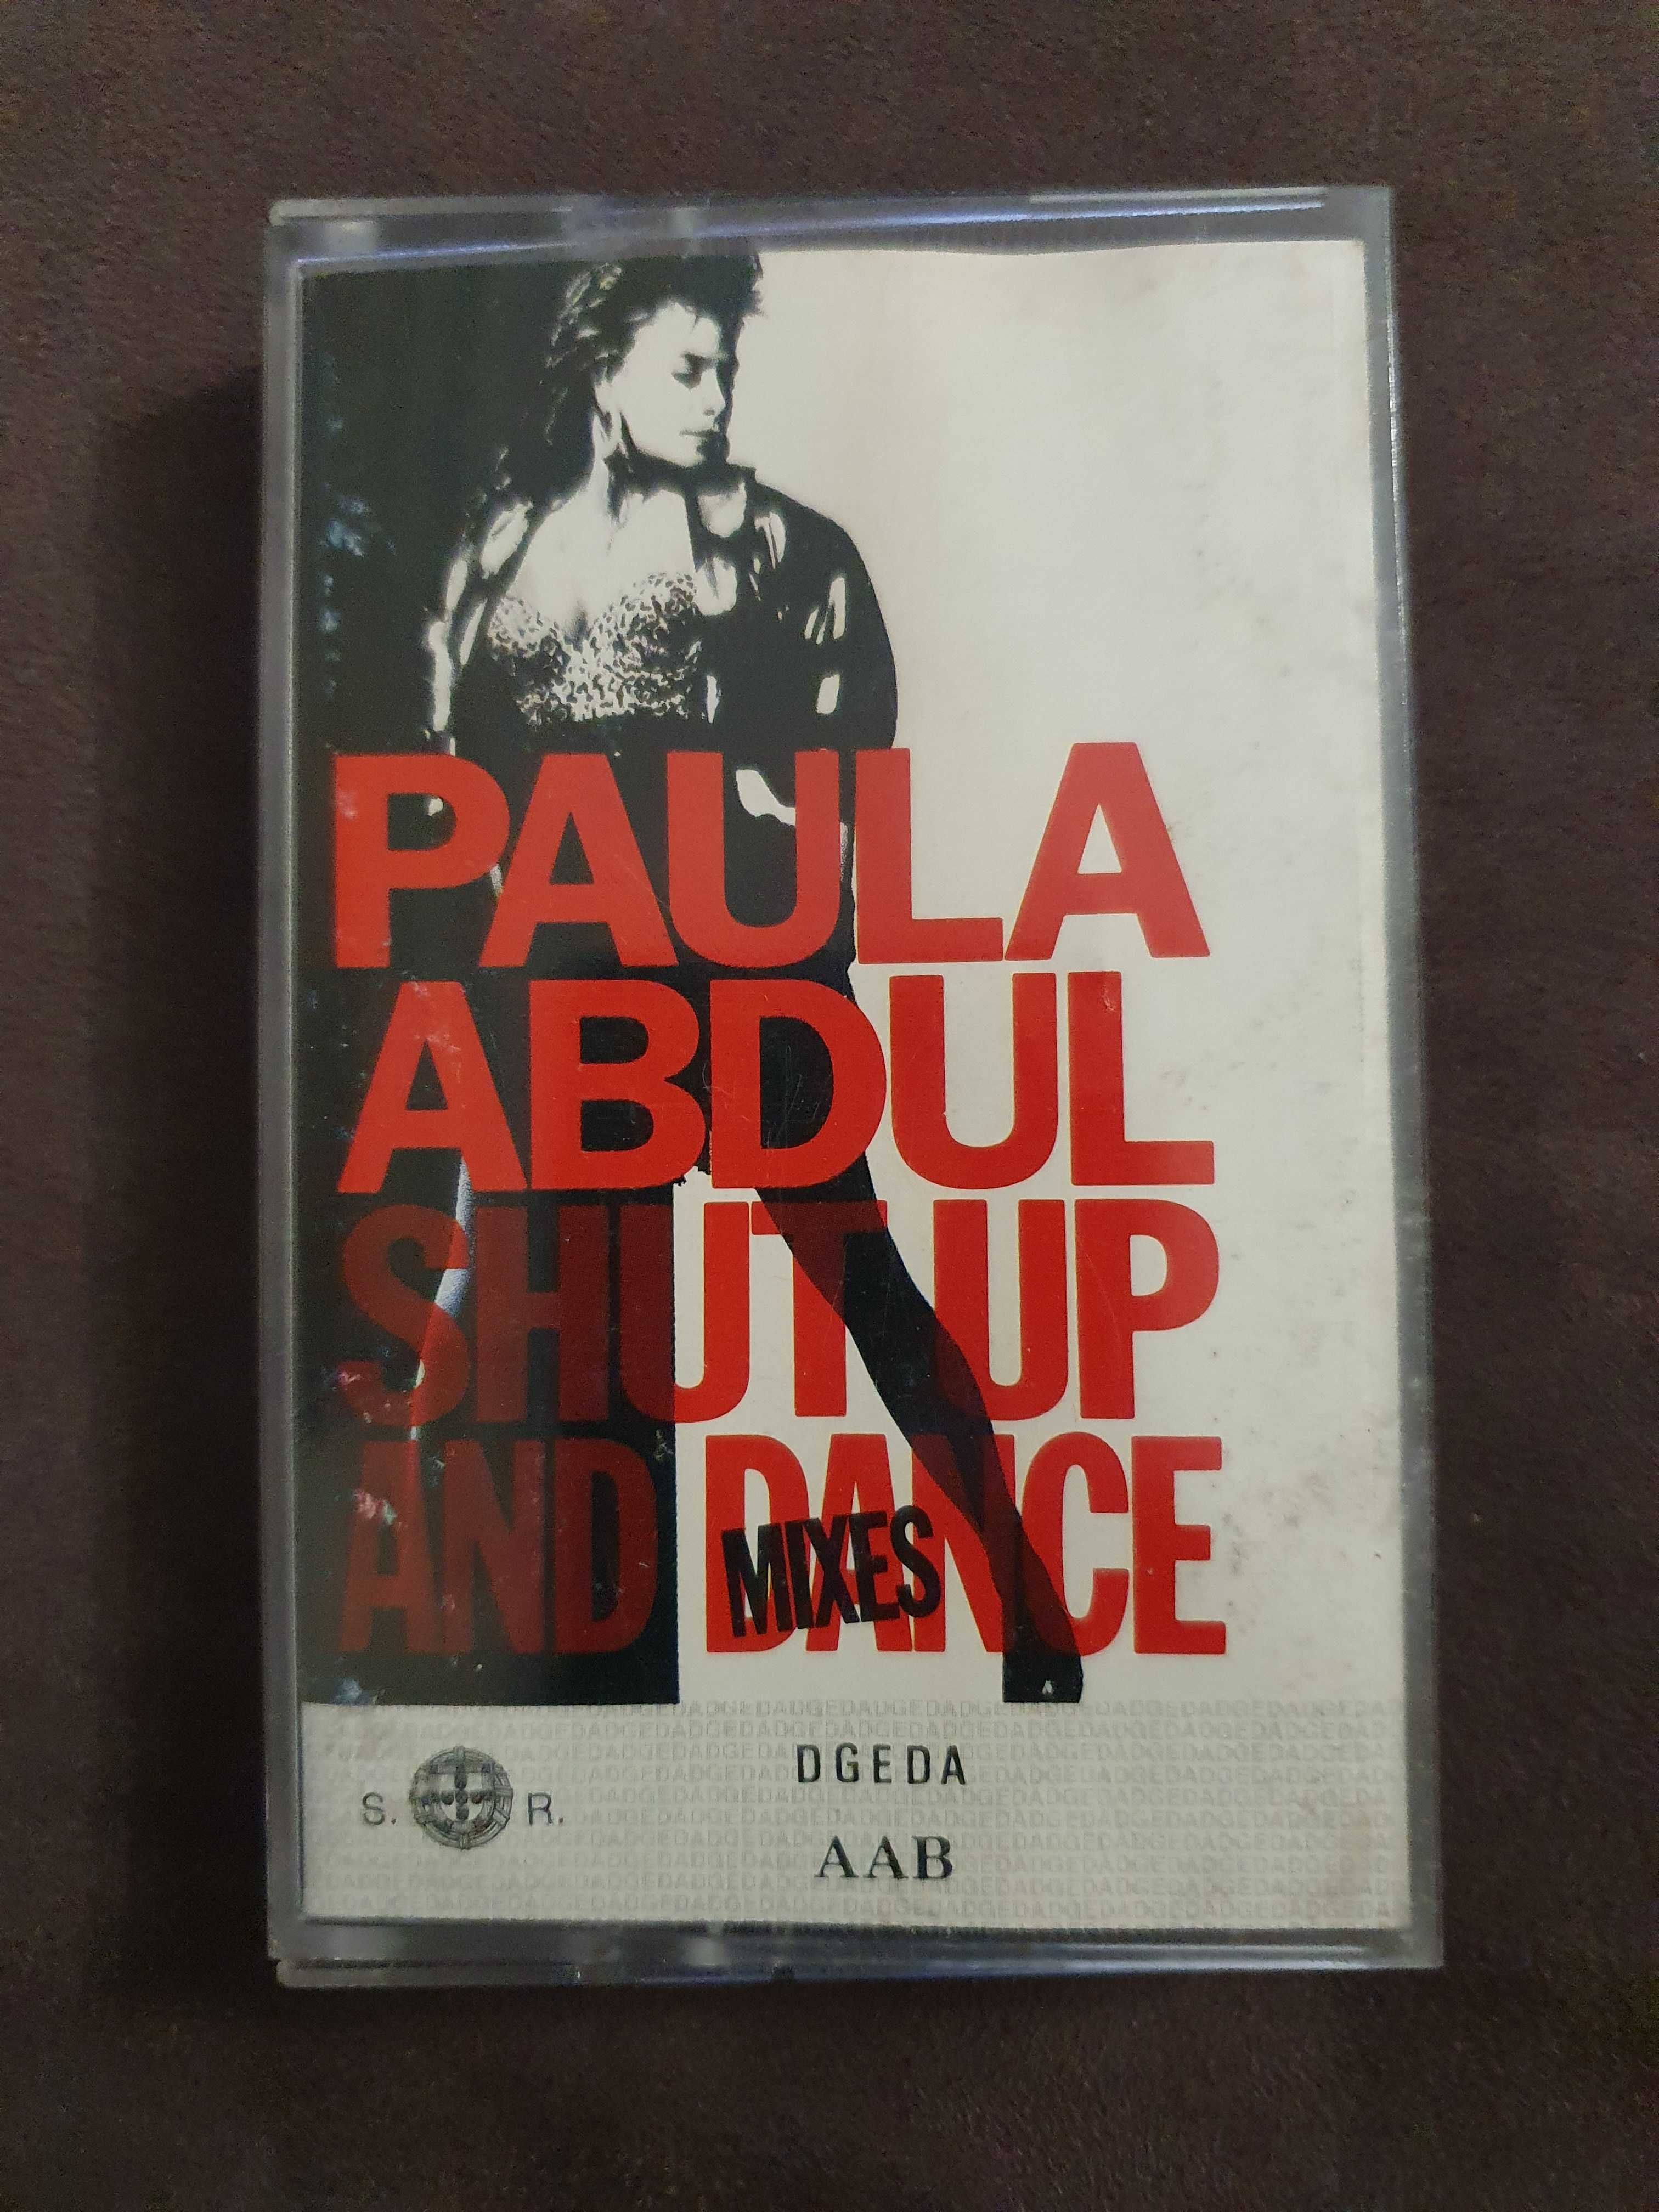 PAULA
ABDUL
SHUT UP
AND DANCE
MIXES
DGEDA
S. R.
AAB